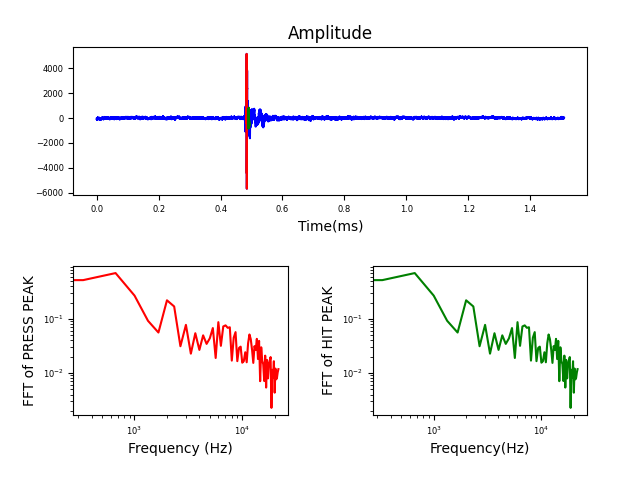 Amplitude
4000
2000
0
−2000
−4000
−6000
0.0 0.2 0.4 0.6 0.8 1.0 1.2 1.4
Time(ms)
FFT of PRESS PEAK
10⁻¹
10⁻²
10³ 10⁴
Frequency (Hz)
FFT of HIT PEAK
10⁻¹
10⁻²
10³ 10⁴
Frequency(Hz)